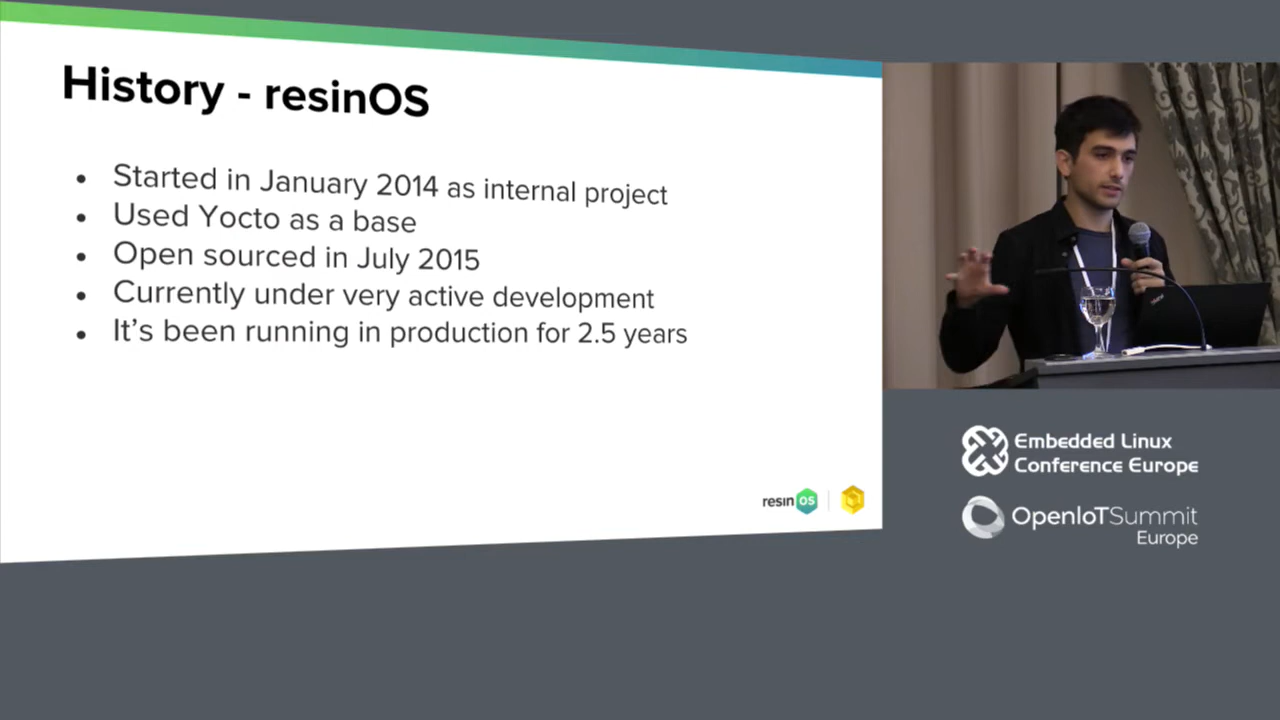 History - resinOS
• Started in January 2014 as internal project
• Used Yocto as a base
• Open sourced in July 2015
• Currently under very active development
• It's been running in production for 2.5 years
resin OS
Embedded Linux
Conference Europe
OpenIoTSummit
Europe